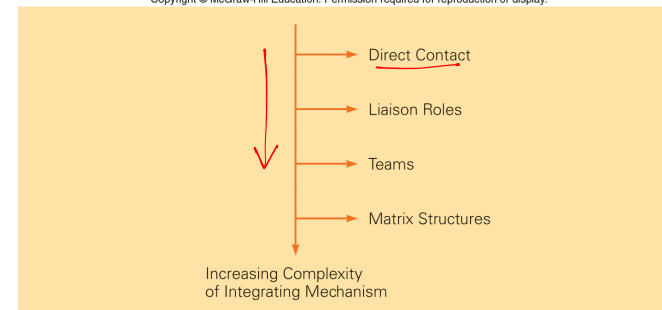 Copyright © McGraw-Hill Education. Permission required for reproduction or display.
Direct Contact
Liaison Roles
Teams
Matrix Structures
Increasing Complexity
of Integrating Mechanism